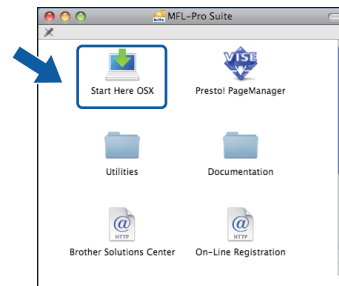 MFL-Pro Suite
Start Here OSX
Presto! PageManager
VISE
Utilities
Documentation
@
HTTP
@
HTTP
Brother Solutions Center
On-Line Registration